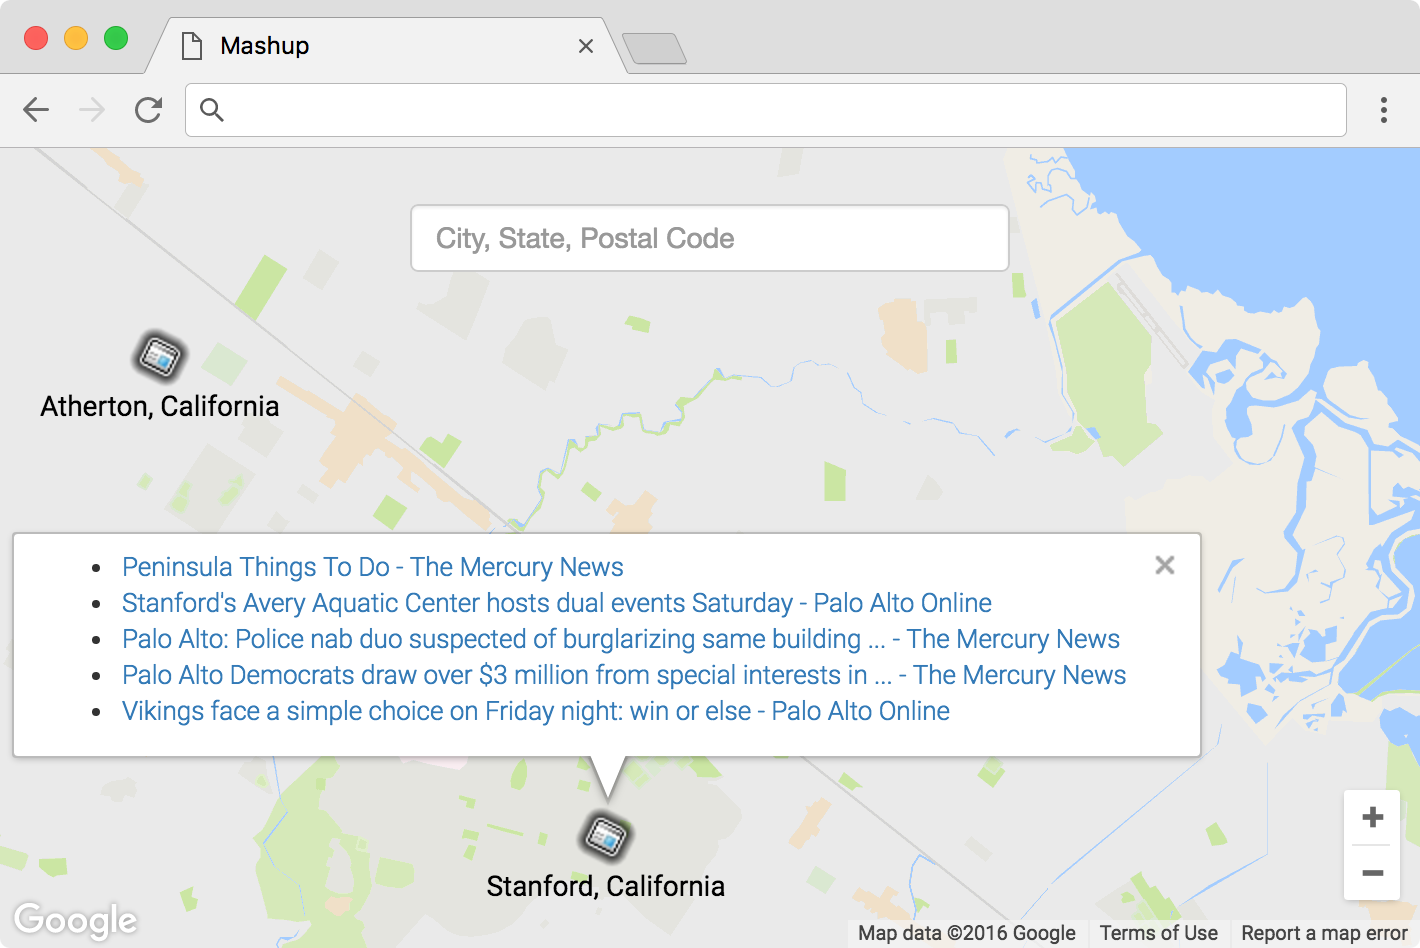 Mashup
City, State, Postal Code
Atherton, California
Peninsula Things To Do - The Mercury News
Stanford's Avery Aquatic Center hosts dual events Saturday - Palo Alto Online
Palo Alto: Police nab duo suspected of burglarizing same building ... - The Mercury News
Palo Alto Democrats draw over $3 million from special interests in ... - The Mercury News
Vikings face a simple choice on Friday night: win or else - Palo Alto Online
Stanford, California
Google
Map data ©2016 Google
Terms of Use
Report a map error